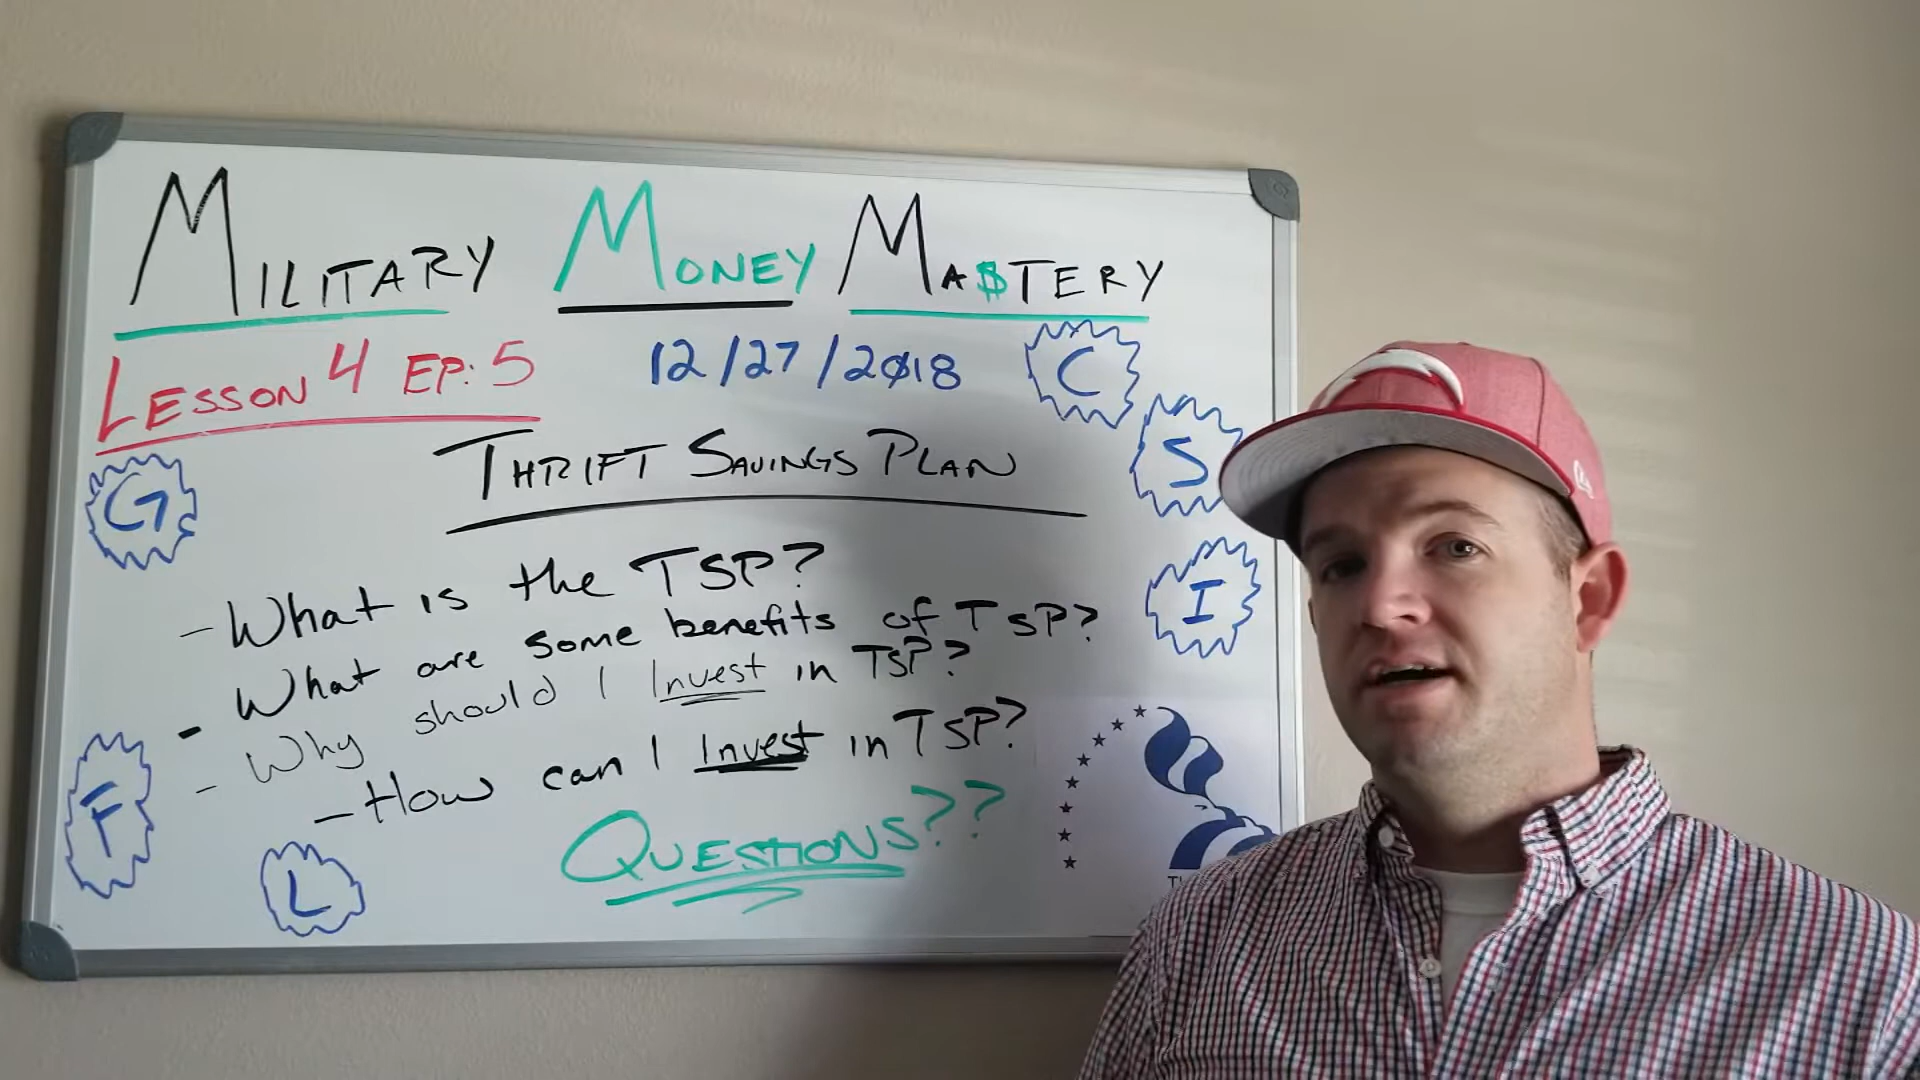 MILITARY MONEY MA$TERY
LESSON 4 EP: 5 12/27/2018
C
S
THRIFT SAVINGS PLAN
G
I
- What is the TSP?
- What are some benefits of TSP?
- Why should I Invest in TSP?
- How can I Invest in TSP?
F
QUESTIONS??
L